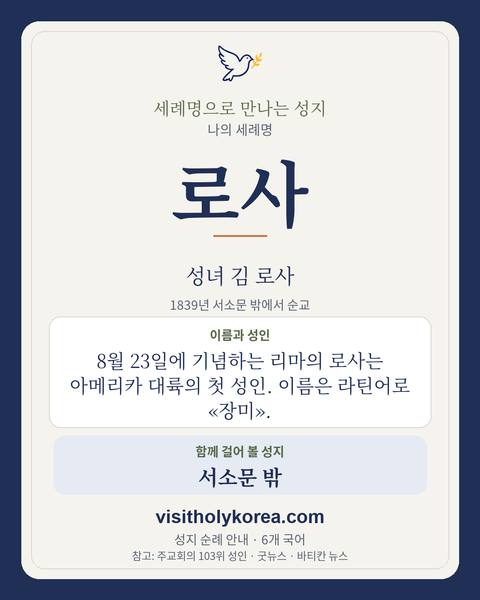 세례명으로 만나는 성지
나의 세례명
로사
성녀 김 로사
1839년 서소문 밖에서 순교
이름과 성인
8월 23일에 기념하는 리마의 로사는
아메리카 대륙의 첫 성인. 이름은 라틴어로
«장미».
함께 걸어 볼 성지
서소문 밖
visitholykorea.com
성지 순례 안내 · 6개 국어
참고: 주교회의 103위 성인 · 굿뉴스 · 바티칸 뉴스